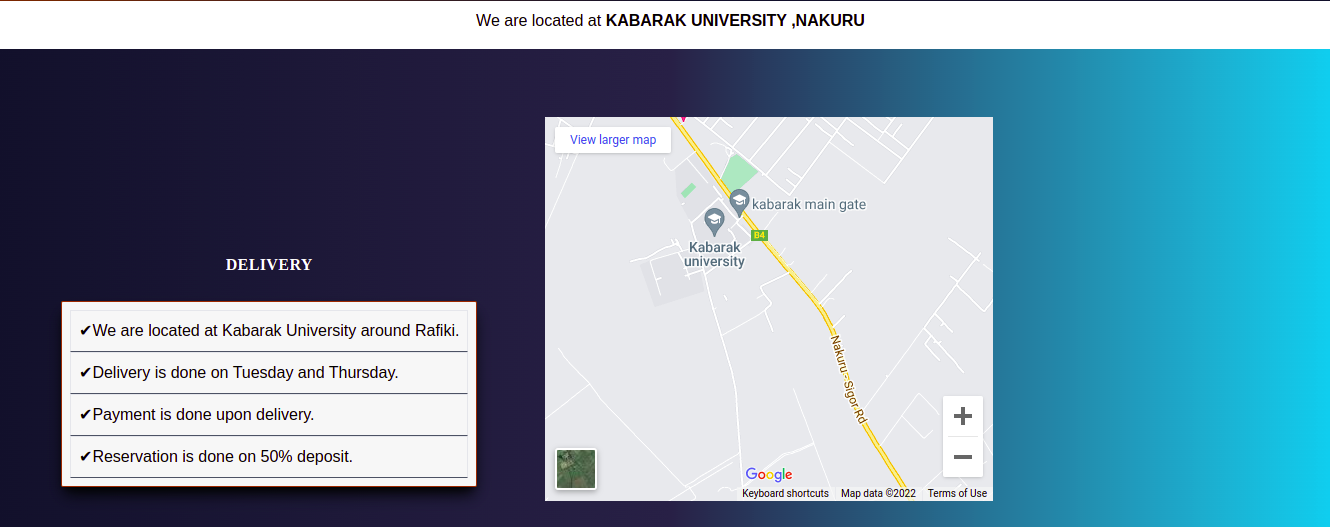 We are located at KABARAK UNIVERSITY ,NAKURU
View larger map
kabarak main gate
B4
Kabarak
university
Nakuru - Sigor Rd
DELIVERY
✔We are located at Kabarak University around Rafiki.
✔Delivery is done on Tuesday and Thursday.
✔Payment is done upon delivery.
✔Reservation is done on 50% deposit.
Google
Keyboard shortcuts Map data ©2022 Terms of Use